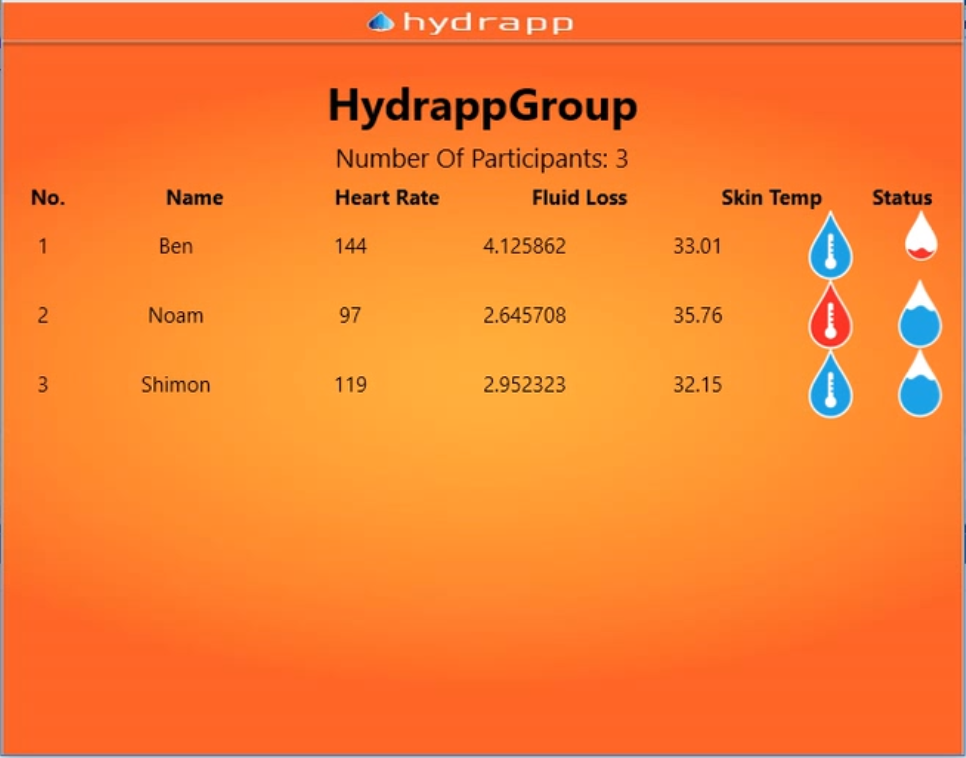 hydrapp
HydrappGroup
Number Of Participants: 3
No. Name Heart Rate Fluid Loss Skin Temp Status
1 Ben 144 4.125862 33.01
2 Noam 97 2.645708 35.76
3 Shimon 119 2.952323 32.15